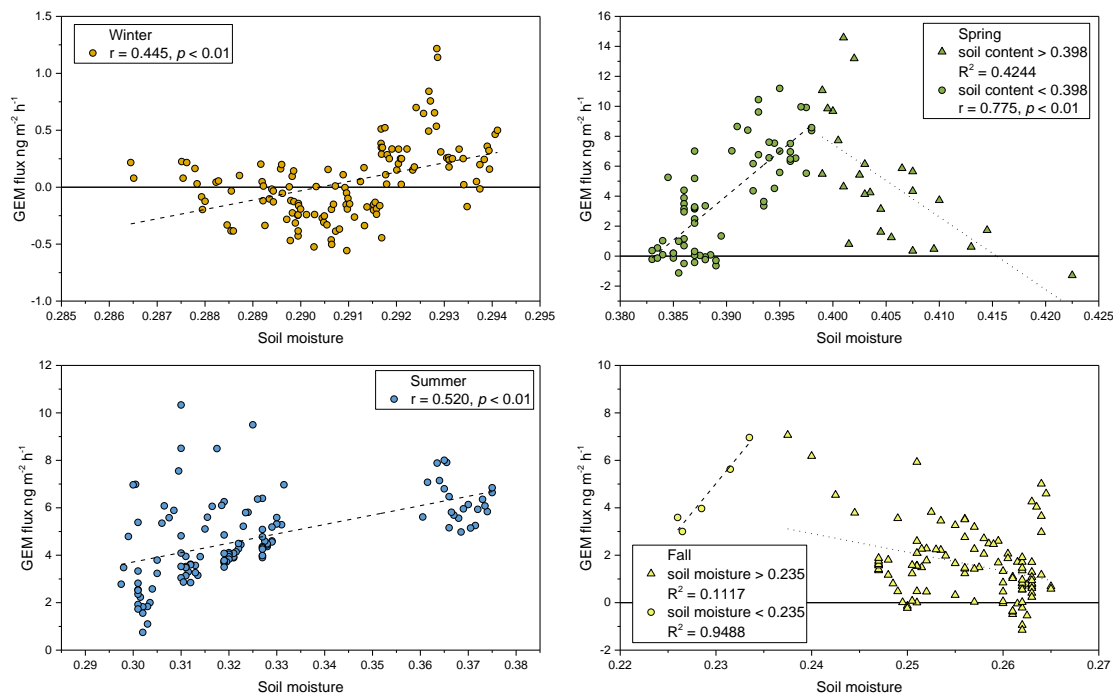 Winter
r = 0.445, p < 0.01
1.5
1.0
0.5
0.0
-0.5
-1.0
GEM flux ng m⁻² h⁻¹
0.285 0.286 0.287 0.288 0.289 0.290 0.291 0.292 0.293 0.294 0.295
Soil moisture
Spring
soil content > 0.398
R² = 0.4244
soil content < 0.398
r = 0.775, p < 0.01
16
14
12
10
8
6
4
2
0
-2
-4
GEM flux ng m⁻² h⁻¹
0.380 0.385 0.390 0.395 0.400 0.405 0.410 0.415 0.420 0.425
Soil moisture
Summer
r = 0.520, p < 0.01
12
10
8
6
4
2
0
GEM flux ng m⁻² h⁻¹
0.29 0.30 0.31 0.32 0.33 0.34 0.35 0.36 0.37 0.38
Soil moisture
10
8
6
4
2
0
-2
GEM flux ng m⁻² h⁻¹
Fall
soil moisture > 0.235
R² = 0.1117
soil moisture < 0.235
R² = 0.9488
0.22 0.23 0.24 0.25 0.26 0.27
Soil moisture